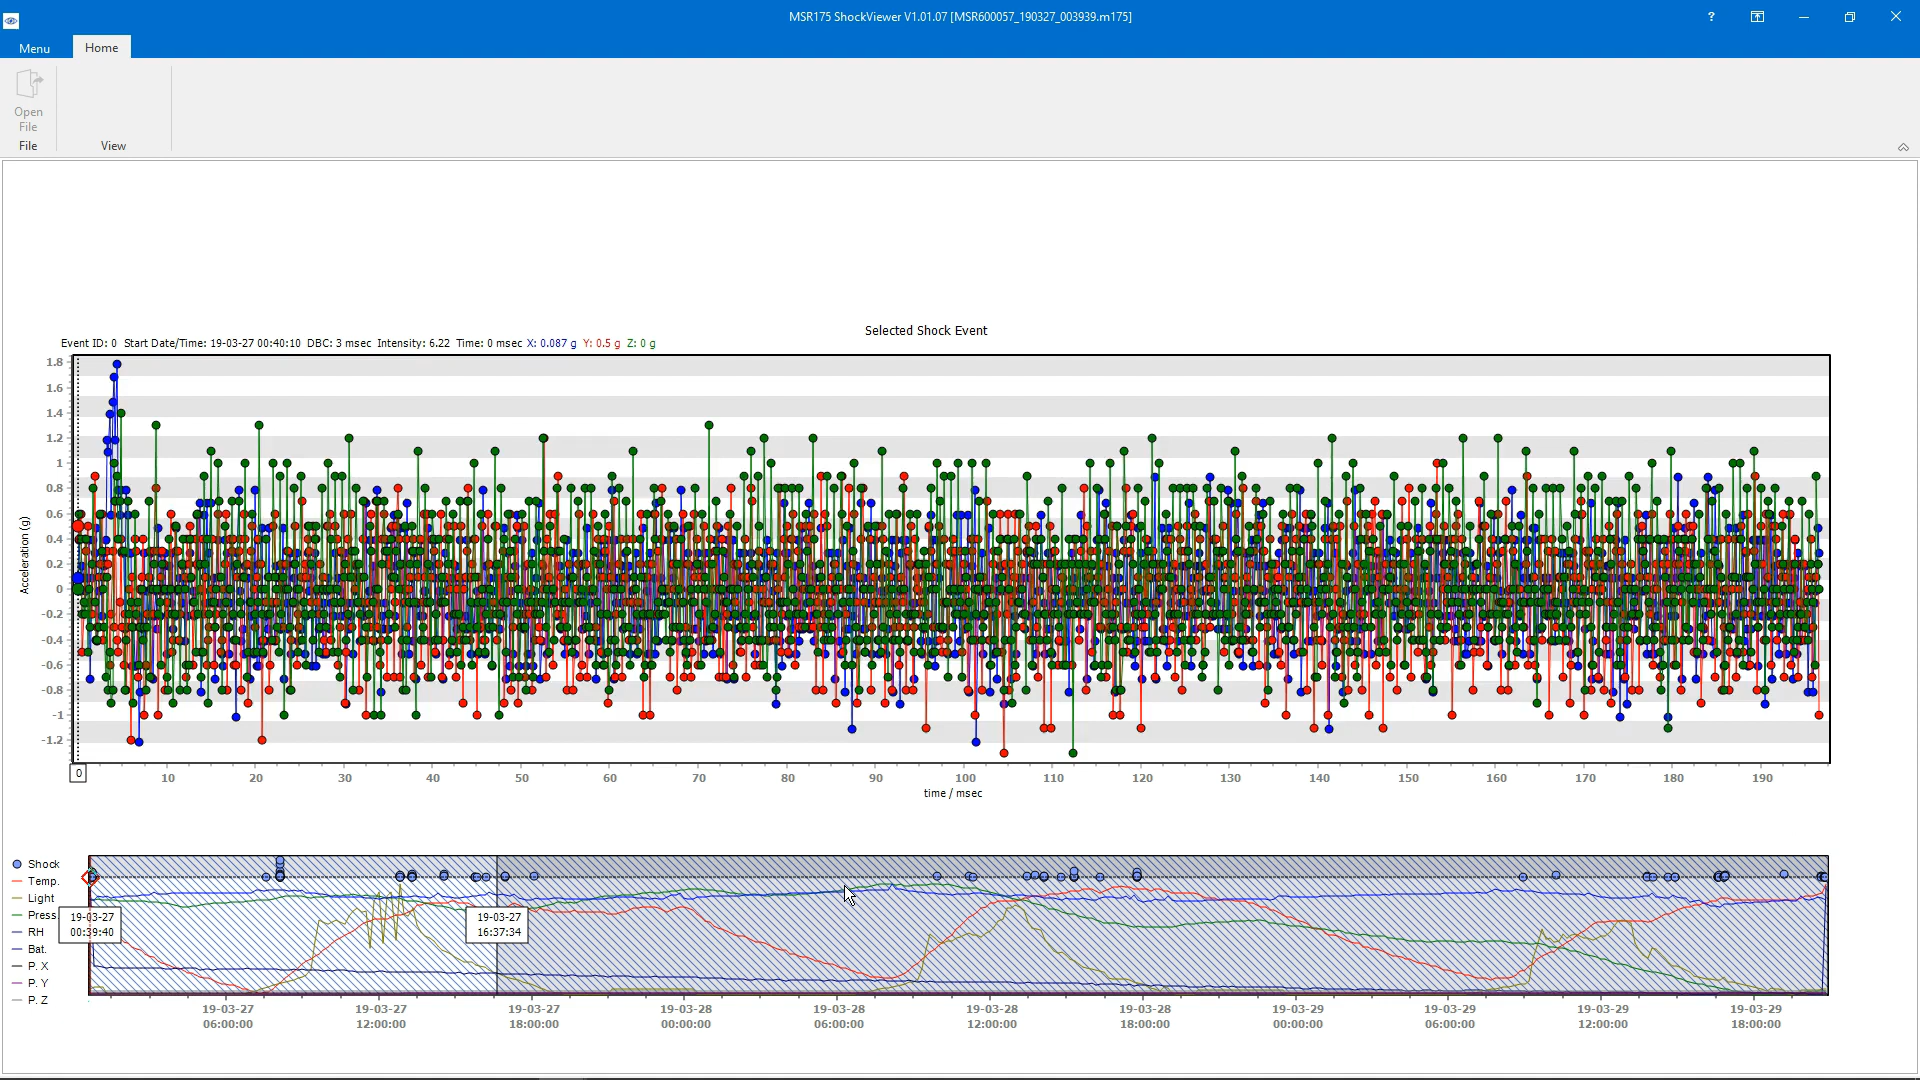 MSR175 ShockViewer V1.01.07 [MSR600057_190327_003939.m175]
?
Menu Home
Open
File
File View
Selected Shock Event
Event ID: 0 Start Date/Time: 19-03-27 00:40:10 DBC: 3 msec Intensity: 6.22 Time: 0 msec X: 0.087 g Y: 0.5 g Z: 0 g
Acceleration (g)
1.8
1.6
1.4
1.2
1
0.8
0.6
0.4
0.2
0
-0.2
-0.4
-0.6
-0.8
-1
-1.2
0 10 20 30 40 50 60 70 80 90 100 110 120 130 140 150 160 170 180 190
time / msec
Shock
Temp.
Light
Press.
RH
Bat.
P. X
P. Y
P. Z
19-03-27
00:39:40
19-03-27
16:37:34
19-03-27 19-03-27 19-03-27 19-03-28 19-03-28 19-03-28 19-03-28 19-03-29 19-03-29 19-03-29 19-03-29
06:00:00 12:00:00 18:00:00 00:00:00 06:00:00 12:00:00 18:00:00 00:00:00 06:00:00 12:00:00 18:00:00